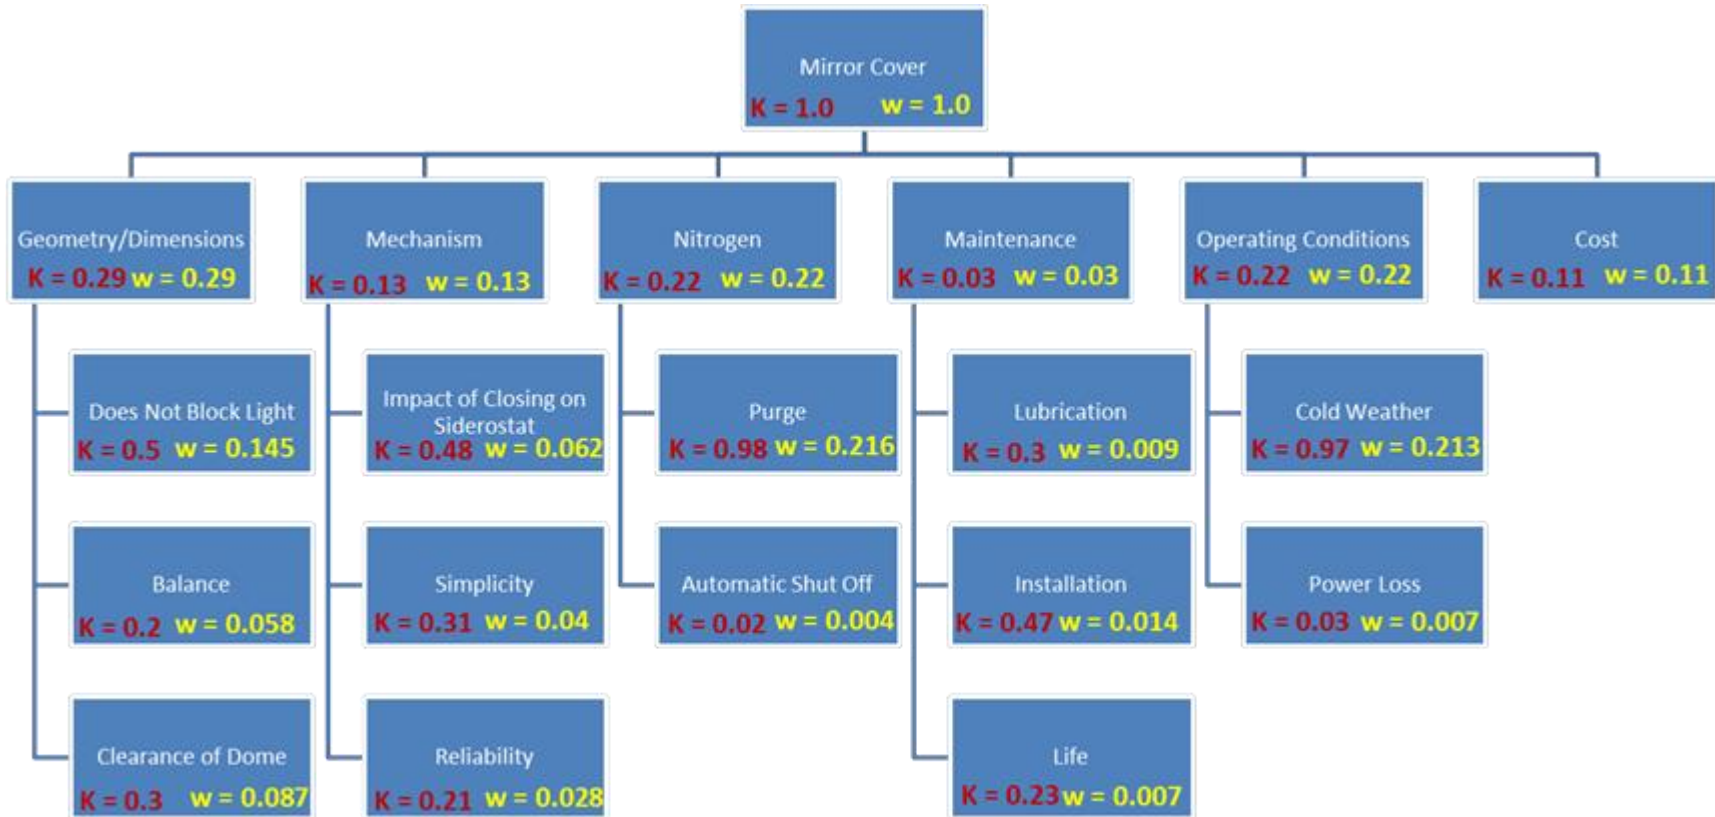 Mirror Cover
K = 1.0 w = 1.0
Geometry/Dimensions
K = 0.29 w = 0.29
Mechanism
K = 0.13 w = 0.13
Nitrogen
K = 0.22 w = 0.22
Maintenance
K = 0.03 w = 0.03
Operating Conditions
K = 0.22 w = 0.22
Cost
K = 0.11 w = 0.11
Does Not Block Light
K = 0.5 w = 0.145
Impact of Closing on
Siderostat
K = 0.48 w = 0.062
Purge
K = 0.98 w = 0.216
Lubrication
K = 0.3 w = 0.009
Cold Weather
K = 0.97 w = 0.213
Balance
K = 0.2 w = 0.058
Simplicity
K = 0.31 w = 0.04
Automatic Shut Off
K = 0.02 w = 0.004
Installation
K = 0.47 w = 0.014
Power Loss
K = 0.03 w = 0.007
Clearance of Dome
K = 0.3 w = 0.087
Reliability
K = 0.21 w = 0.028
Life
K = 0.23 w = 0.007